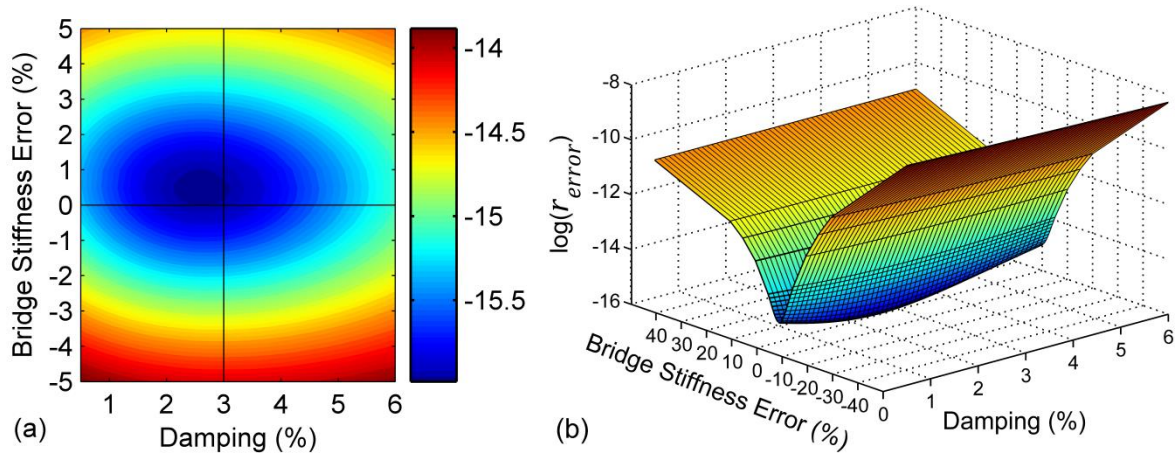 5
4
3
2
1
0
-1
-2
-3
-4
-5
Bridge Stiffness Error (%)
1 2 3 4 5 6
Damping (%)
(a)
-14
-14.5
-15
-15.5
-8
-10
-12
-14
-16
log(r_error)
40 30 20 10 0 -10 -20 -30 -40
Bridge Stiffness Error (%)
0 1 2 3 4 5 6
Damping (%)
(b)